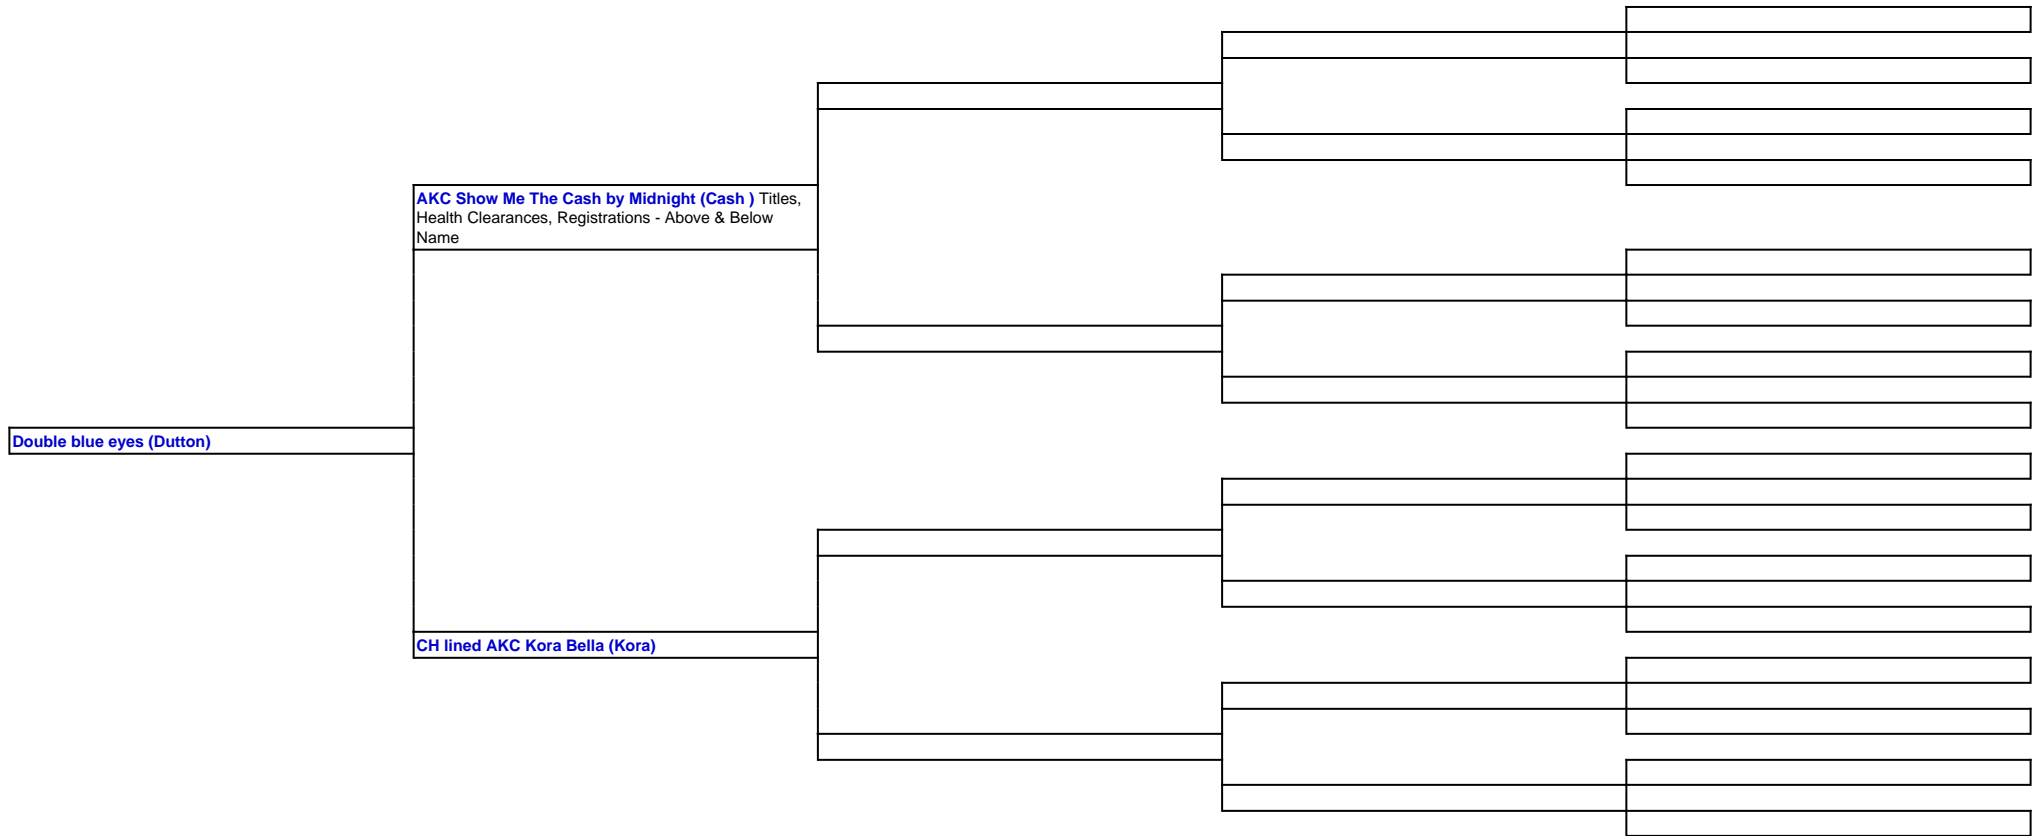 AKC Show Me The Cash by Midnight (Cash ) Titles,
Health Clearances, Registrations - Above & Below
Name
Double blue eyes (Dutton)
CH lined AKC Kora Bella (Kora)